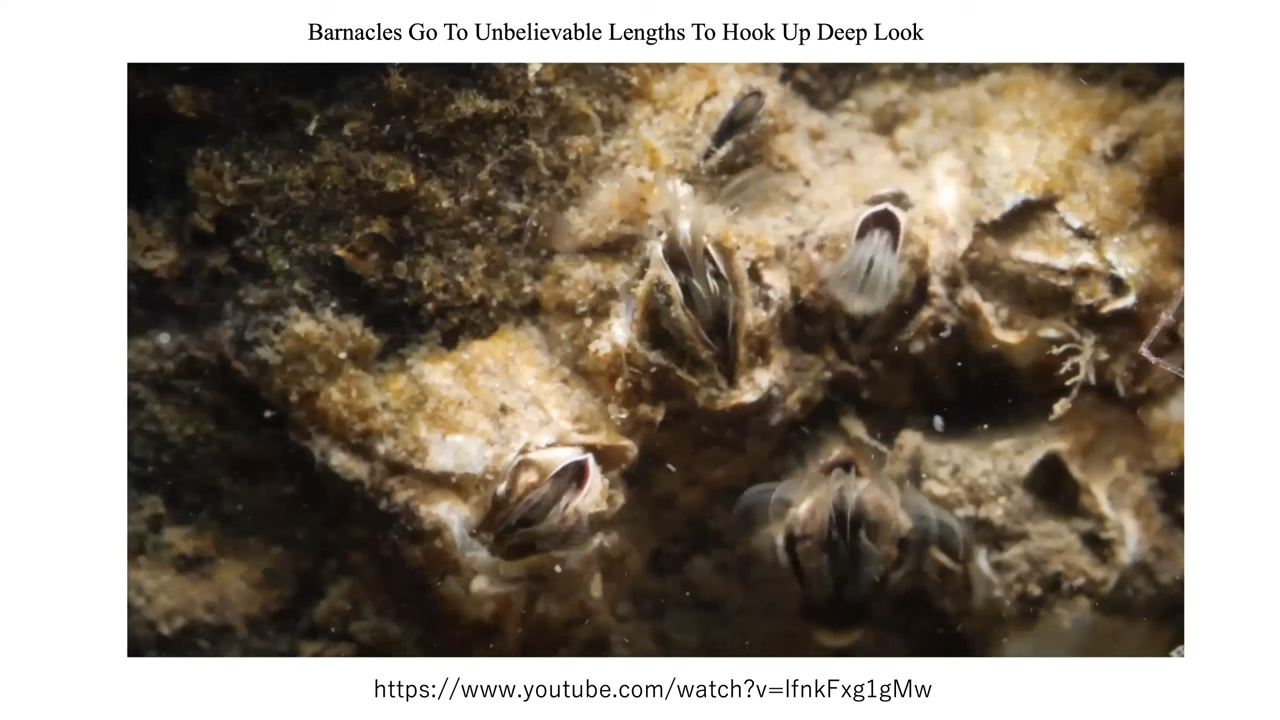 Barnacles Go To Unbelievable Lengths To Hook Up Deep Look
https://www.youtube.com/watch?v=lfnkFxg1gMw